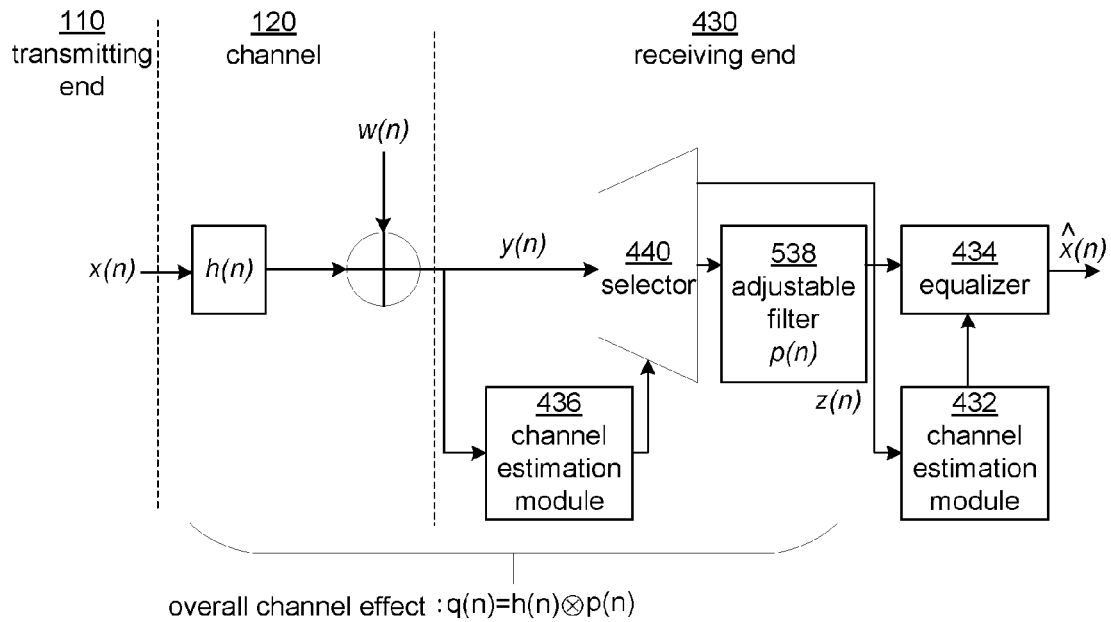 110
transmitting
end
120
channel
430
receiving end
w(n)
x(n)
h(n)
y(n)
440
selector
538
adjustable
filter
p(n)
z(n)
434
equalizer
x̂(n)
436
channel
estimation
module
432
channel
estimation
module
overall channel effect : q(n)=h(n)⊗p(n)